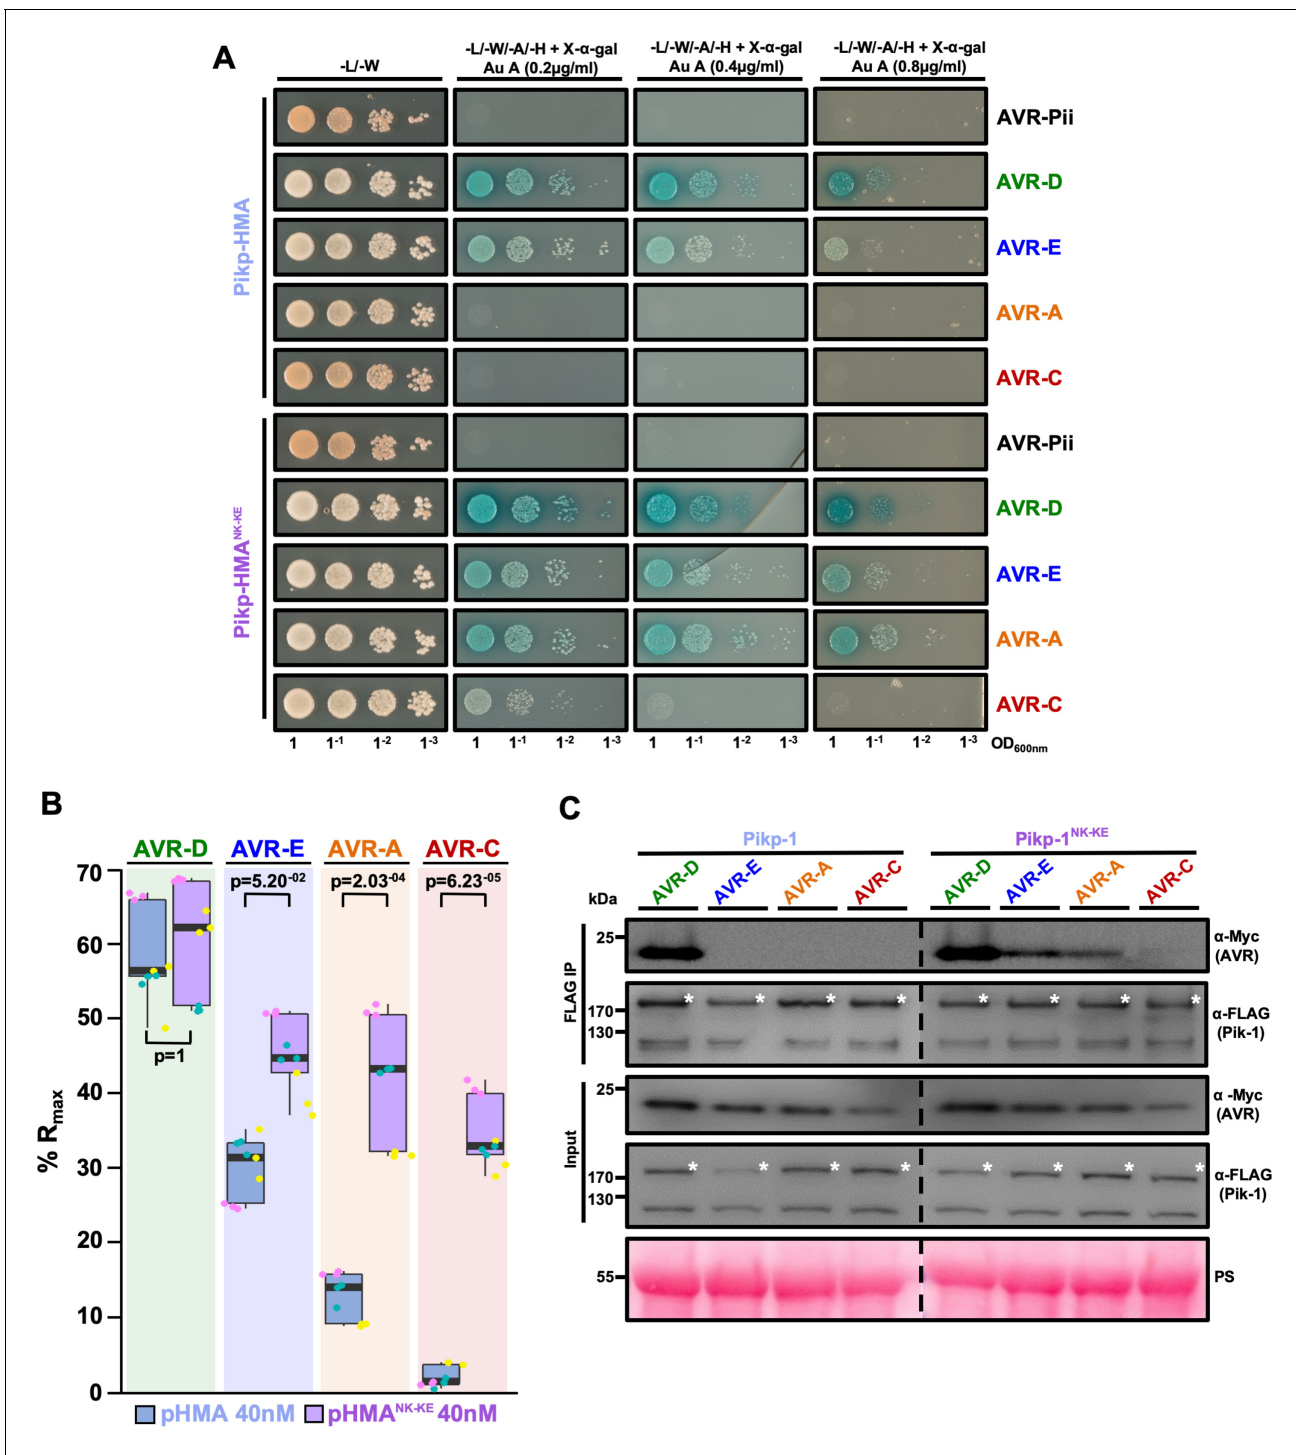 A
-L/-W
-L/-W/-A/-H + X-α-gal
Au A (0.2µg/ml)
-L/-W/-A/-H + X-α-gal
Au A (0.4µg/ml)
-L/-W/-A/-H + X-α-gal
Au A (0.8µg/ml)
Pikp-HMA
AVR-Pii
AVR-D
AVR-E
AVR-A
AVR-C
Pikp-HMA^NK-KE
AVR-Pii
AVR-D
AVR-E
AVR-A
AVR-C
1 1^-1 1^-2 1^-3 1 1^-1 1^-2 1^-3 1 1^-1 1^-2 1^-3 1 1^-1 1^-2 1^-3 OD600nm
B
AVR-D AVR-E AVR-A AVR-C
p=5.20^-02 p=2.03^-04 p=6.23^-05
p=1
% Rmax
70
60
50
40
30
20
10
0
pHMA 40nM pHMA^NK-KE 40nM
C
Pikp-1 Pikp-1^NK-KE
AVR-D AVR-E AVR-A AVR-C AVR-D AVR-E AVR-A AVR-C
kDa
FLAG IP
25
α-Myc
(AVR)
* * * * * * * *
170
130
α-FLAG
(Pik-1)
Input
25
α -Myc
(AVR)
* * * * * * * *
170
130
α-FLAG
(Pik-1)
55
PS